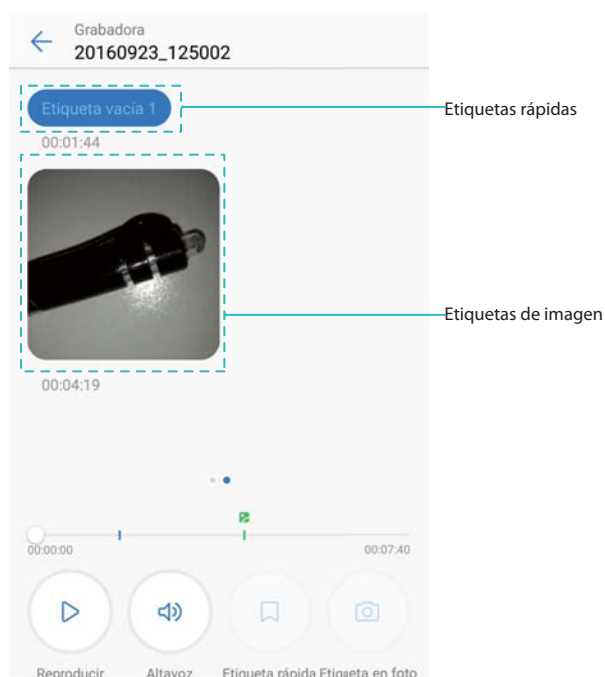 Grabadora
20160923_125002
Etiqueta vacía 1
Etiquetas rápidas
00:01:44
Etiquetas de imagen
00:04:19
00:00:00
00:07:40
Reproducir
Altavoz
Etiqueta rápida
Etiqueta en foto